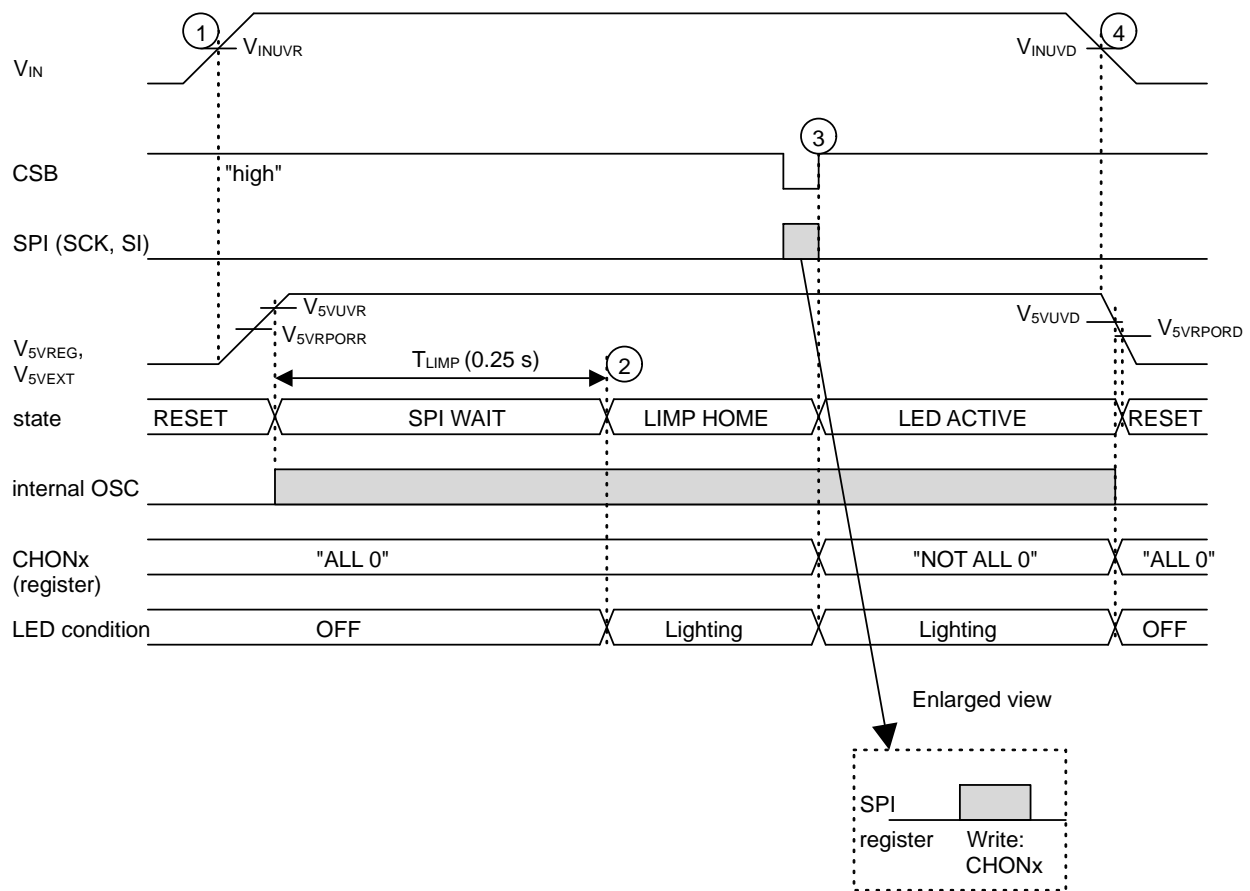 1
VINUVR
VINUVD
4
VIN
3
CSB
"high"
SPI (SCK, SI)
V5VUVR
V5VRPORR
V5VUVD
V5VRPORD
V5VREG,
V5VEXT
TLIMP (0.25 s)
2
state
RESET
SPI WAIT
LIMP HOME
LED ACTIVE
RESET
internal OSC
CHONx
(register)
"ALL 0"
"NOT ALL 0"
"ALL 0"
LED condition
OFF
Lighting
Lighting
OFF
Enlarged view
SPI
register
Write:
CHONx